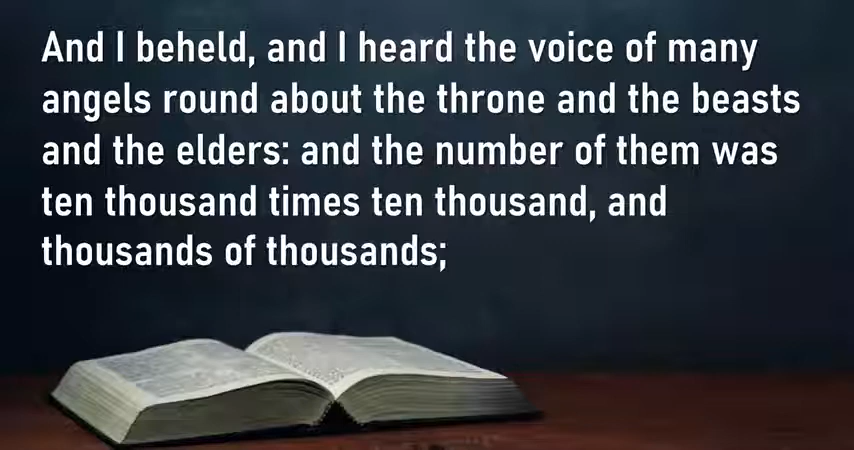 And I beheld, and I heard the voice of many
angels round about the throne and the beasts
and the elders: and the number of them was
ten thousand times ten thousand, and
thousands of thousands;